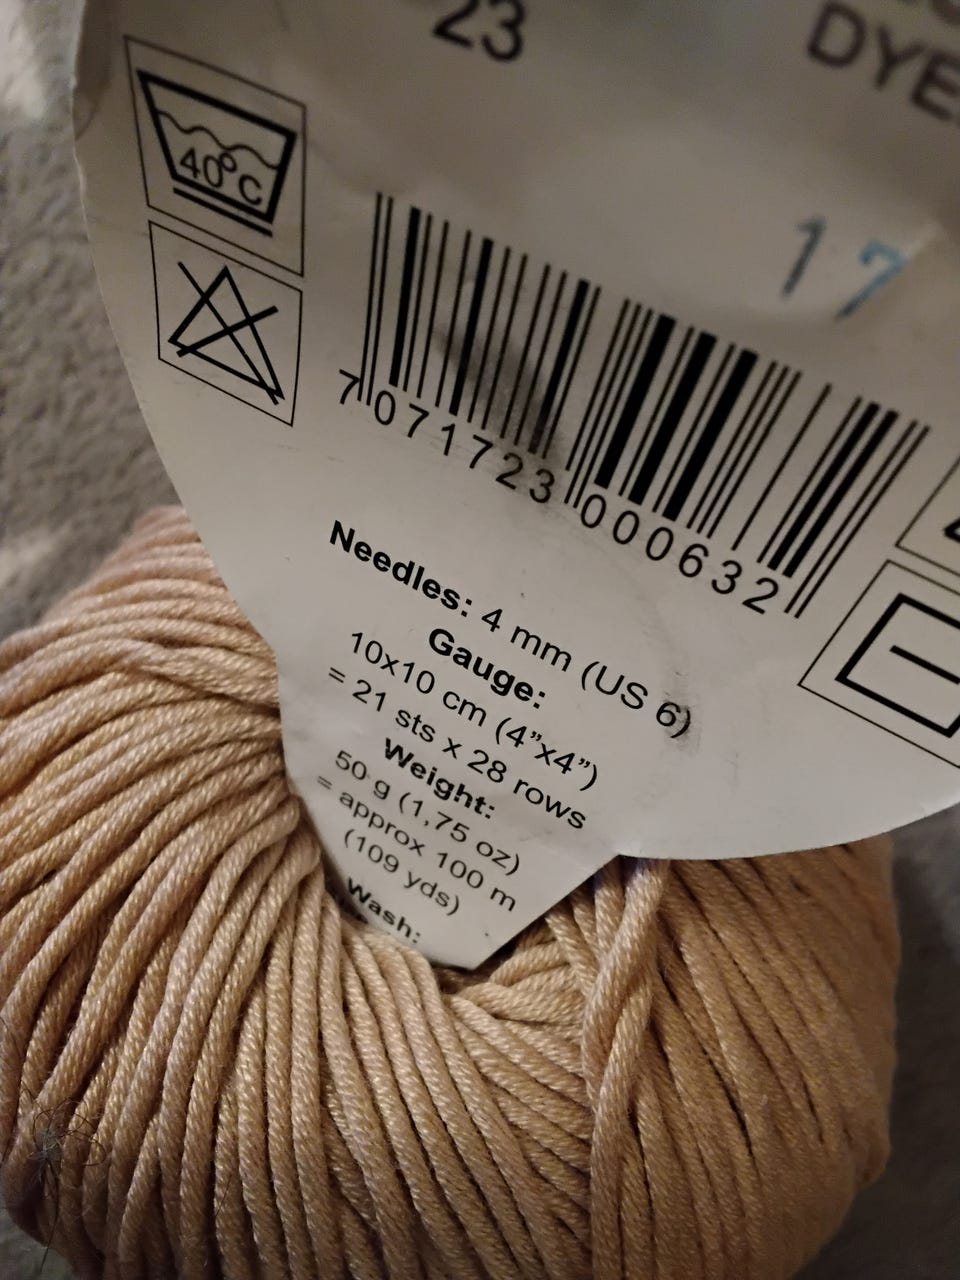 23
DYE
17
40°C
7 071723 000632
Needles: 4 mm (US 6)
Gauge:
10x10 cm (4”x4”)
= 21 sts x 28 rows
Weight:
50 g (1,75 oz)
= approx 100 m
(109 yds)
Wash: